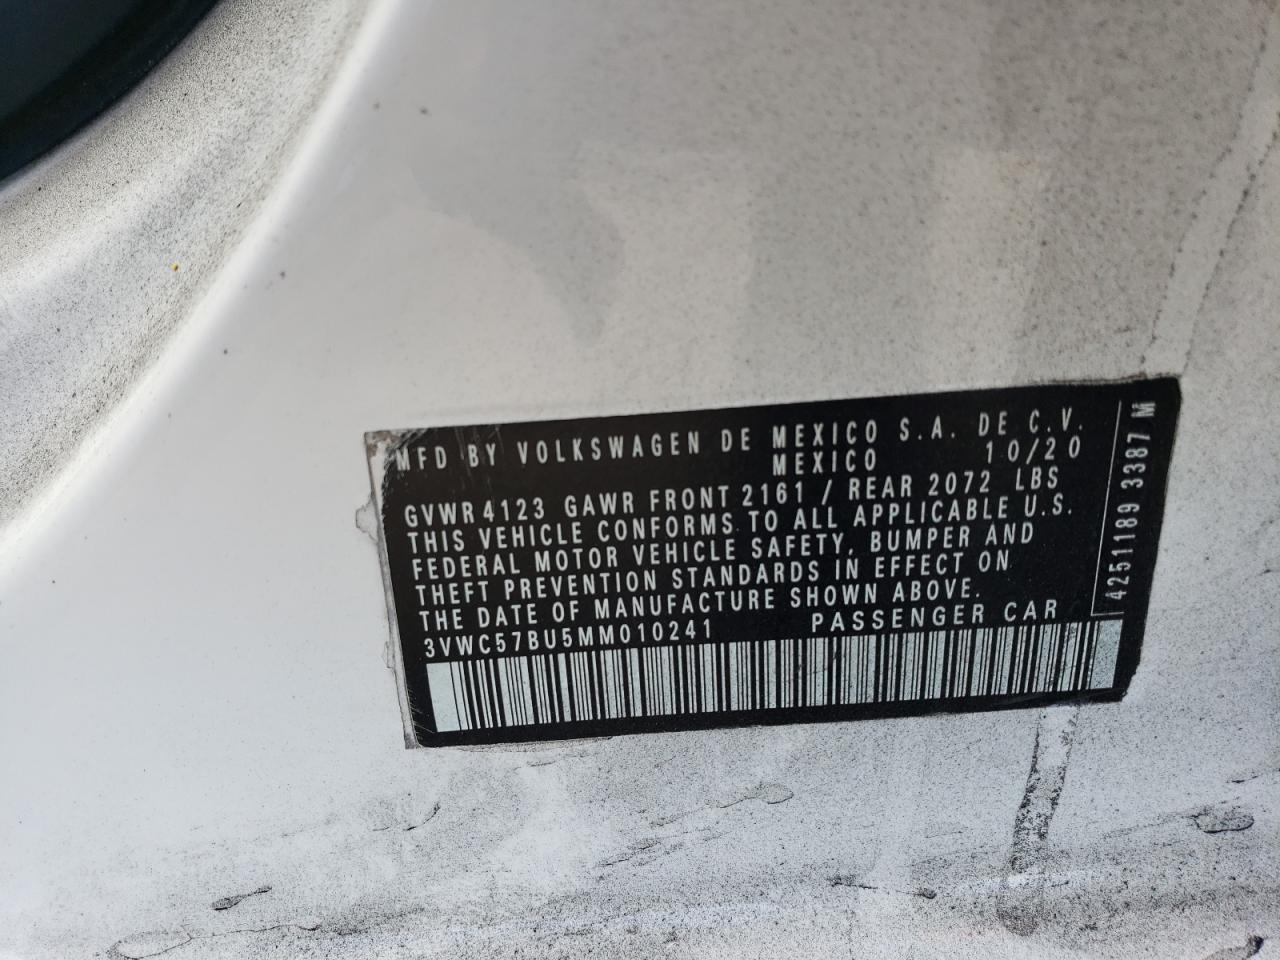 MFD BY VOLKSWAGEN DE MEXICO S.A. DE C.V.
MEXICO 10/20
GVWR 4123 GAWR FRONT 2161 / REAR 2072 LBS
THIS VEHICLE CONFORMS TO ALL APPLICABLE U.S.
FEDERAL MOTOR VEHICLE SAFETY, BUMPER AND
THEFT PREVENTION STANDARDS IN EFFECT ON
THE DATE OF MANUFACTURE SHOWN ABOVE.
3VWC57BU5MM010241 PASSENGER CAR
4251189 3387 M